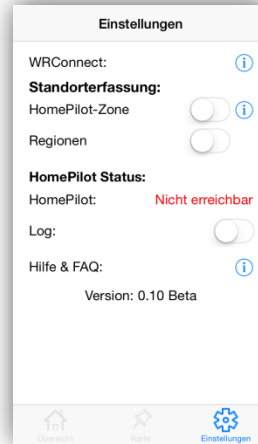 Einstellungen
WRConnect:
Standorterfassung:
HomePilot-Zone
Regionen
HomePilot Status:
HomePilot: Nicht erreichbar
Log:
Hilfe & FAQ:
Version: 0.10 Beta
Übersicht Karte Einstellungen